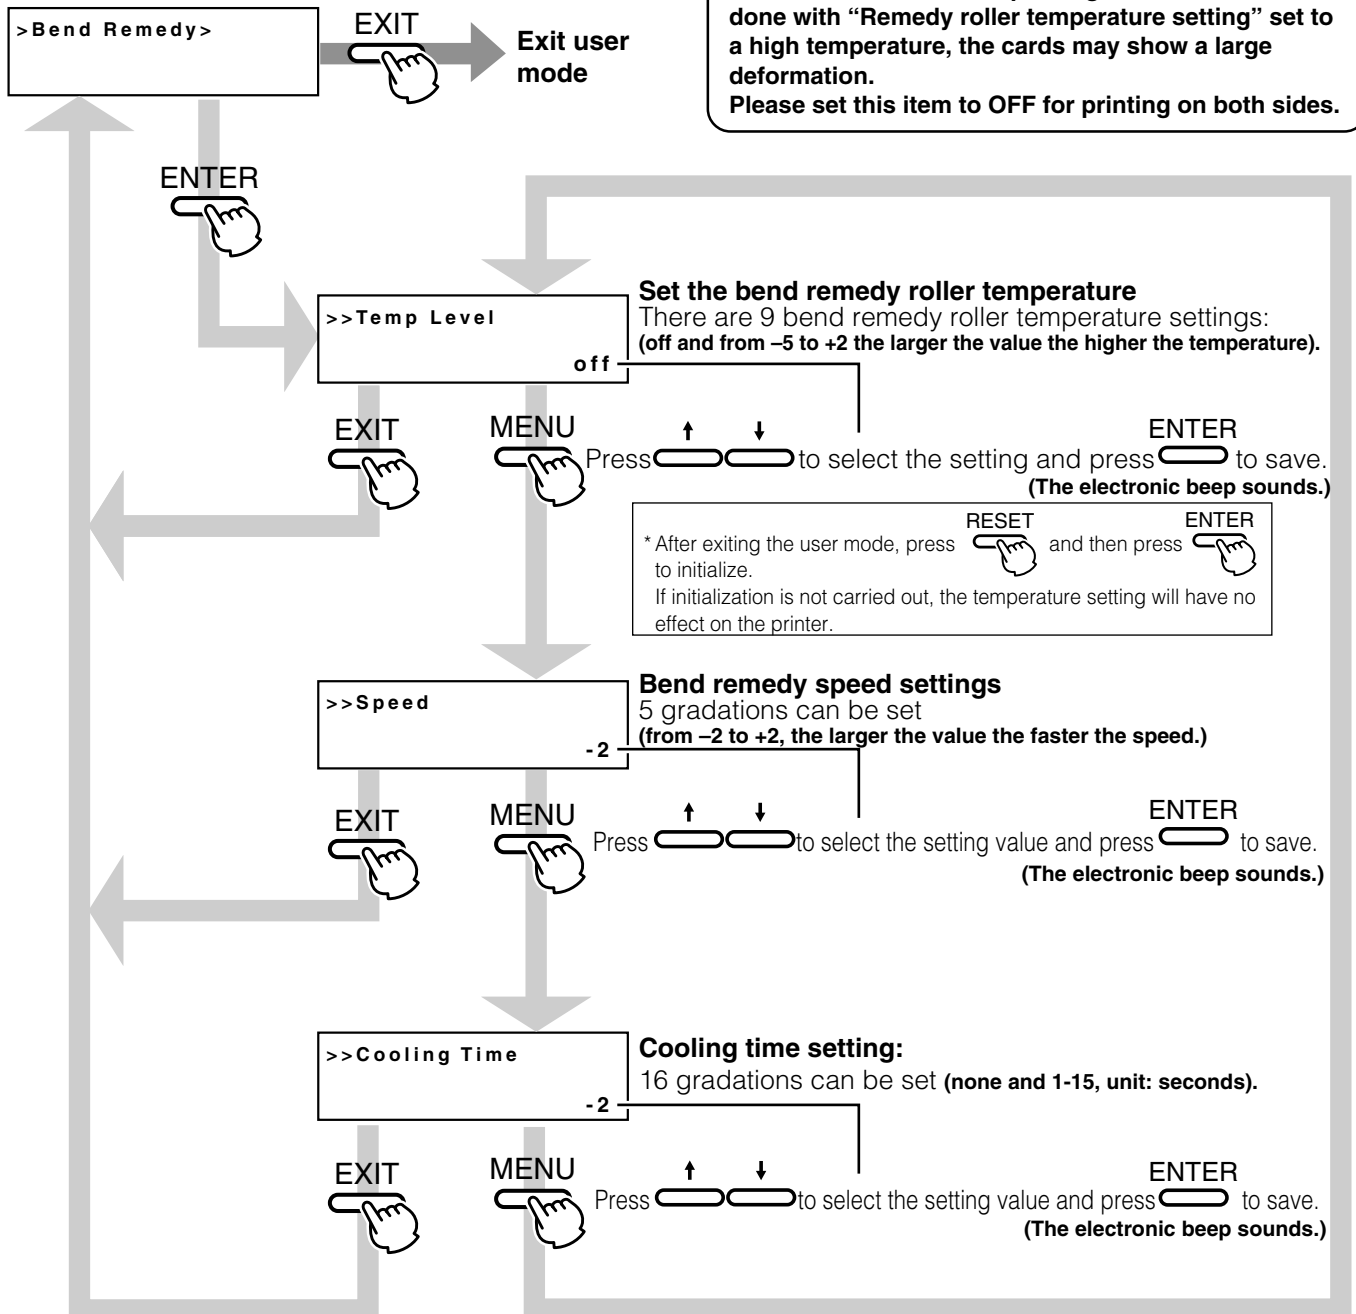 >Bend Remedy>
EXIT
Exit user
mode
done with “Remedy roller temperature setting” set to
a high temperature, the cards may show a large
deformation.
Please set this item to OFF for printing on both sides.
ENTER
>>Temp Level
off
Set the bend remedy roller temperature
There are 9 bend remedy roller temperature settings:
(off and from –5 to +2 the larger the value the higher the temperature).
EXIT
MENU
Press to select the setting and press ENTER to save.
(The electronic beep sounds.)
* After exiting the user mode, press RESET and then press ENTER
to initialize.
If initialization is not carried out, the temperature setting will have no
effect on the printer.
>>Speed
-2
Bend remedy speed settings
5 gradations can be set
(from –2 to +2, the larger the value the faster the speed.)
EXIT
MENU
Press to select the setting value and press ENTER to save.
(The electronic beep sounds.)
>>Cooling Time
-2
Cooling time setting:
16 gradations can be set (none and 1-15, unit: seconds).
EXIT
MENU
Press to select the setting value and press ENTER to save.
(The electronic beep sounds.)